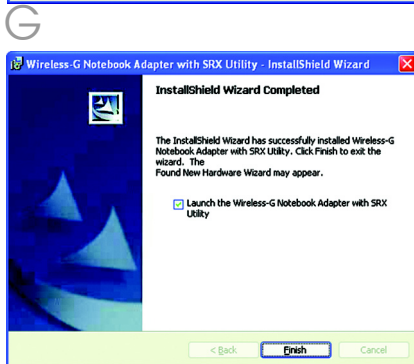 G
Wireless-G Notebook Adapter with SRX Utility - InstallShield Wizard
InstallShield Wizard Completed
The InstallShield Wizard has successfully installed Wireless-G
Notebook Adapter with SRX Utility. Click Finish to exit the
wizard. The
Found New Hardware Wizard may appear.
Launch the Wireless-G Notebook Adapter with SRX
Utility
< Back
Finish
Cancel